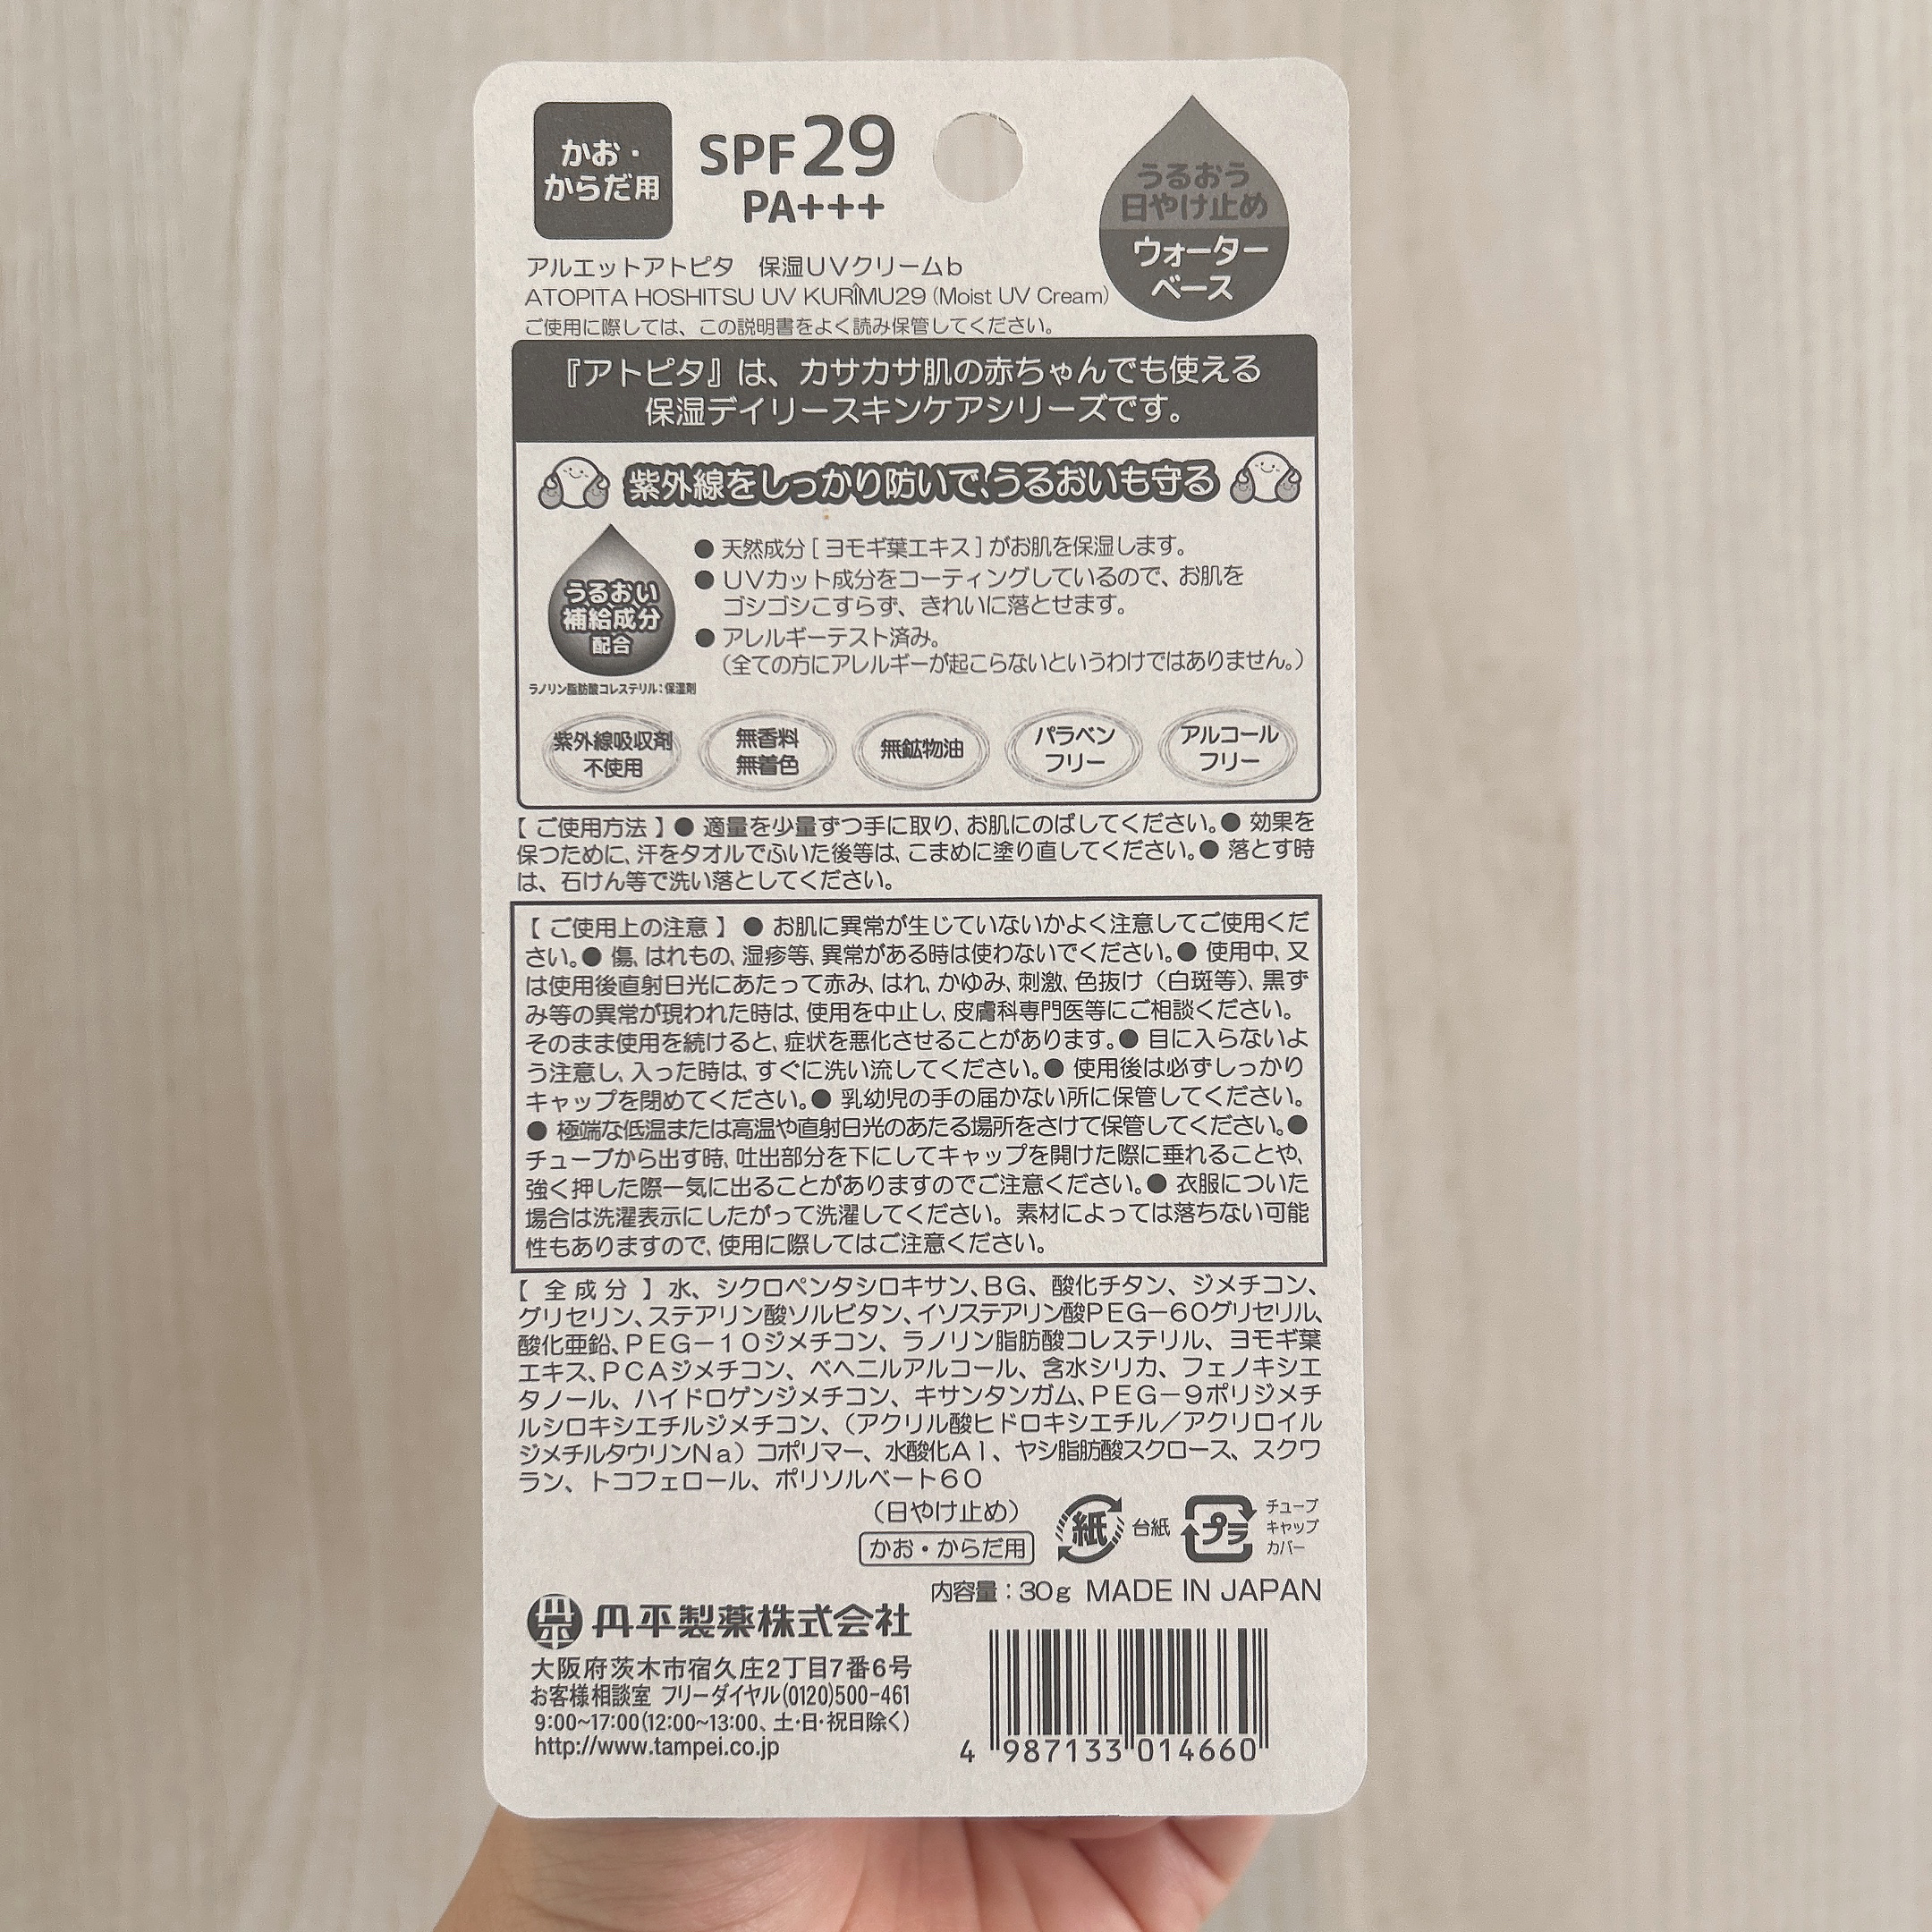 かお・
からだ用
SPF29
PA+++
うるおう
日やけ止め
ウォーター
ベース
アルエットアトピタ　保湿UVクリームb
ATOPITA HOSHITSU UV KURÎMU29 (Moist UV Cream)
ご使用に際しては、この説明書をよく読み保管してください。
『アトピタ』は、カサカサ肌の赤ちゃんでも使える
保湿デイリースキンケアシリーズです。
紫外線をしっかり防いで、うるおいも守る
うるおい
補給成分
配合
ラノリン脂肪酸コレステリル：保湿剤
● 天然成分［ヨモギ葉エキス］がお肌を保湿します。
● UVカット成分をコーティングしているので、お肌を
ゴシゴシこすらず、きれいに落とせます。
● アレルギーテスト済み。
（全ての方にアレルギーが起こらないというわけではありません。）
紫外線吸収剤
不使用
無香料
無着色
無鉱物油
パラベン
フリー
アルコール
フリー
【ご使用方法】● 適量を少量ずつ手に取り、お肌にのばしてください。● 効果を
保つために、汗をタオルでふいた後等は、こまめに塗り直してください。● 落とす時
は、石けん等で洗い落としてください。
【ご使用上の注意】● お肌に異常が生じていないかよく注意してご使用くだ
さい。● 傷、はれもの、湿疹等、異常がある時は使わないでください。● 使用中、又
は使用後直射日光にあたって赤み、はれ、かゆみ、刺激、色抜け（白斑等）、黒ず
み等の異常が現われた時は、使用を中止し、皮膚科専門医等にご相談ください。
そのまま使用を続けると、症状を悪化させることがあります。● 目に入らないよ
う注意し、入った時は、すぐに洗い流してください。● 使用後は必ずしっかり
キャップを閉めてください。● 乳幼児の手の届かない所に保管してください。
● 極端な低温または高温や直射日光のあたる場所をさけて保管してください。●
チューブから出す時、吐出部分を下にしてキャップを開けた際に垂れることや、
強く押した際一気に出ることがありますのでご注意ください。● 衣服についた
場合は洗濯表示にしたがって洗濯してください。素材によっては落ちない可能
性もありますので、使用に際してはご注意ください。
【全成分】水、シクロペンタシロキサン、BG、酸化チタン、ジメチコン、
グリセリン、ステアリン酸ソルビタン、イソステアリン酸PEG－60グリセリル、
酸化亜鉛、PEG－10ジメチコン、ラノリン脂肪酸コレステリル、ヨモギ葉
エキス、PCAジメチコン、ベヘニルアルコール、含水シリカ、フェノキシエ
タノール、ハイドロゲンジメチコン、キサンタンガム、PEG－9ポリジメチ
ルシロキシエチルジメチコン、（アクリル酸ヒドロキシエチル／アクリロイル
ジメチルタウリンNa）コポリマー、水酸化Al、ヤシ脂肪酸スクロース、スクワ
ラン、トコフェロール、ポリソルベート60
（日やけ止め）
かお・からだ用
紙
台紙
プラ
チューブ
キャップ
カバー
内容量：30g MADE IN JAPAN
丹平製薬株式会社
大阪府茨木市宿久庄2丁目7番6号
お客様相談室 フリーダイヤル(0120)500-461
9:00~17:00(12:00~13:00、土・日・祝日除く)
http://www.tampei.co.jp
4 987133 014660